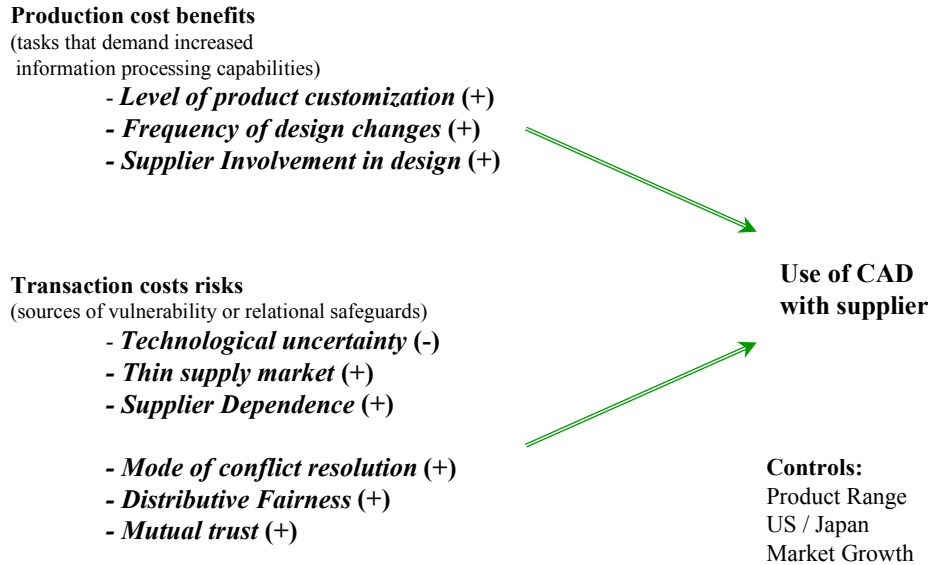 Production cost benefits
(tasks that demand increased
information processing capabilities)
- Level of product customization (+)
- Frequency of design changes (+)
- Supplier Involvement in design (+)
Transaction costs risks
(sources of vulnerability or relational safeguards)
- Technological uncertainty (-)
- Thin supply market (+)
- Supplier Dependence (+)
- Mode of conflict resolution (+)
- Distributive Fairness (+)
- Mutual trust (+)
Use of CAD
with supplier
Controls:
Product Range
US / Japan
Market Growth